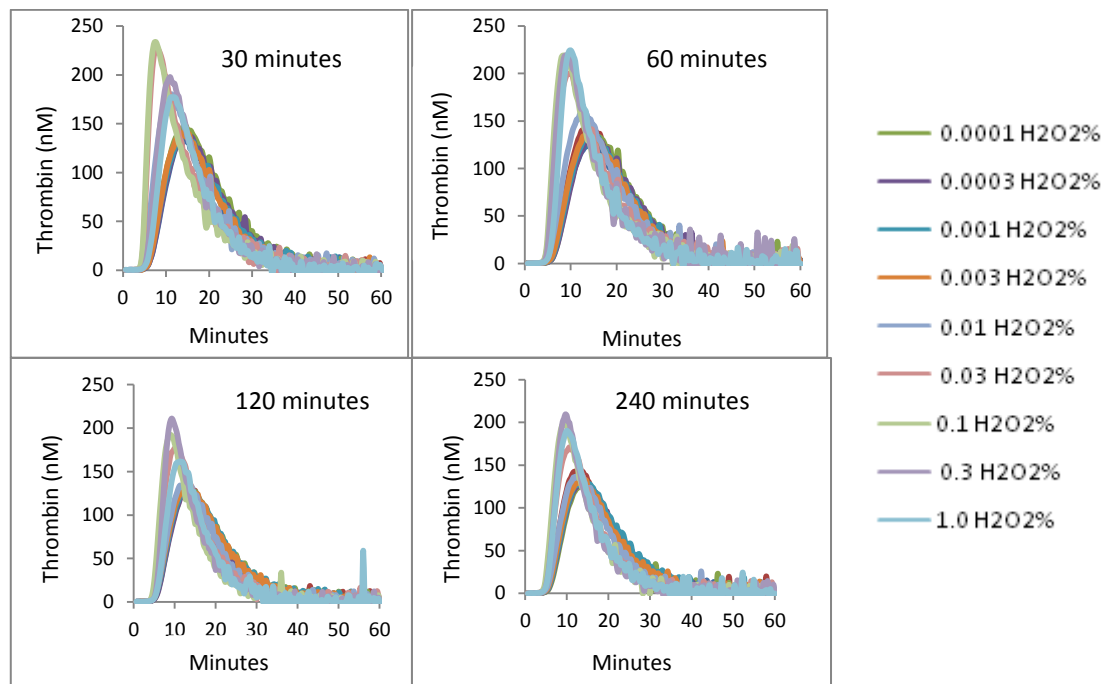 30 minutes
Thrombin (nM)
250
200
150
100
50
0
0 10 20 30 40 50 60
Minutes
60 minutes
Thrombin (nM)
250
200
150
100
50
0
0 10 20 30 40 50 60
Minutes
120 minutes
Thrombin (nM)
250
200
150
100
50
0
0 10 20 30 40 50 60
Minutes
240 minutes
Thrombin (nM)
250
200
150
100
50
0
0 10 20 30 40 50 60
Minutes
0.0001 H2O2%
0.0003 H2O2%
0.001 H2O2%
0.003 H2O2%
0.01 H2O2%
0.03 H2O2%
0.1 H2O2%
0.3 H2O2%
1.0 H2O2%